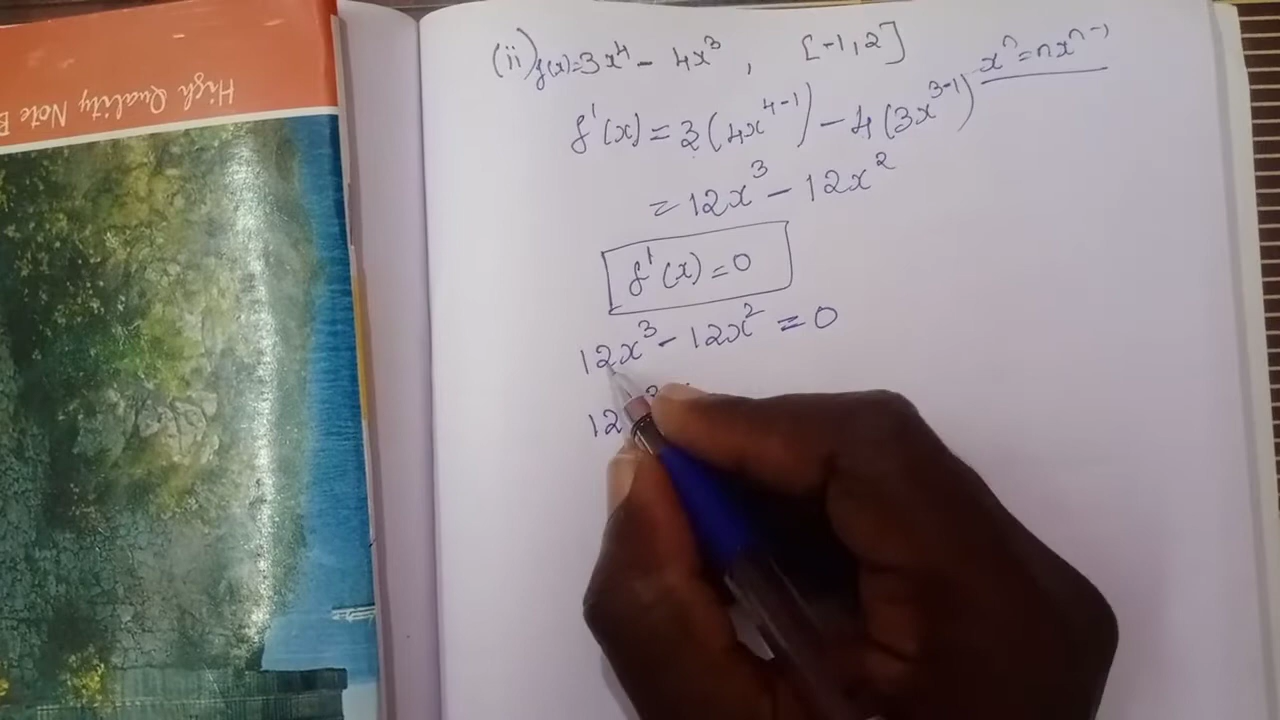 (ii) f(x)=3x⁴ - 4x³ , [-1,2]
xⁿ = nxⁿ⁻¹
f'(x) = 3(4x⁴⁻¹) - 4(3x³⁻¹)
= 12x³ - 12x²
f'(x) = 0
12x³ - 12x² = 0
12
High Quality Note